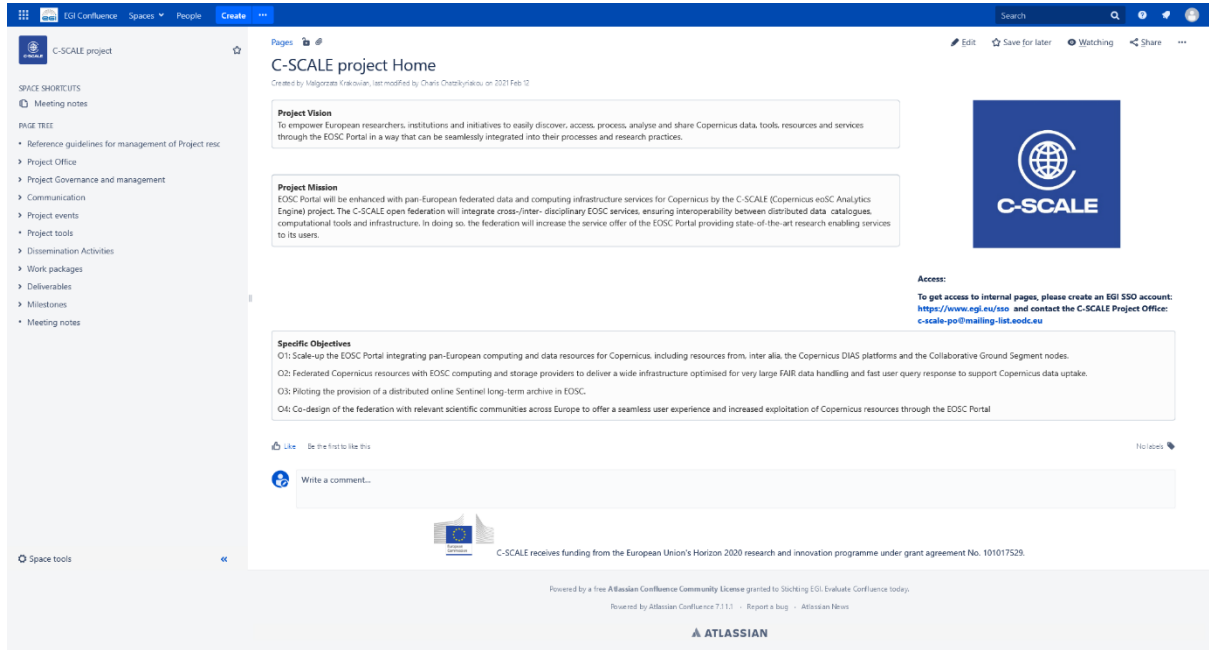 EGI Confluence Spaces People Create ···
Search
C-SCALE project
SPACE SHORTCUTS
Meeting notes
PAGE TREE
Reference guidelines for management of Project resc
Project Office
Project Governance and management
Communication
Project events
Project tools
Dissemination Activities
Work packages
Deliverables
Milestones
Meeting notes
Space tools
Pages
Edit Save for later Watching Share ···
C-SCALE project Home
Created by Malgorzata Krakowian, last modified by Charis Chatzikyriakou on 2021 Feb 12
Project Vision
To empower European researchers, institutions and initiatives to easily discover, access, process, analyse and share Copernicus data, tools, resources and services
through the EOSC Portal in a way that can be seamlessly integrated into their processes and research practices.
Project Mission
EOSC Portal will be enhanced with pan-European federated data and computing infrastructure services for Copernicus by the C-SCALE (Copernicus eoSC AnaLytics
Engine) project. The C-SCALE open federation will integrate cross-/inter- disciplinary EOSC services, ensuring interoperability between distributed data catalogues,
computational tools and infrastructure. In doing so, the federation will increase the service offer of the EOSC Portal providing state-of-the-art research enabling services
to its users.
C-SCALE
Access:
To get access to internal pages, please create an EGI SSO account:
https://www.egi.eu/sso and contact the C-SCALE Project Office:
c-scale-po@mailing-list.eodc.eu
Specific Objectives
O1: Scale-up the EOSC Portal integrating pan-European computing and data resources for Copernicus, including resources from, inter alia, the Copernicus DIAS platforms and the Collaborative Ground Segment nodes.
O2: Federated Copernicus resources with EOSC computing and storage providers to deliver a wide infrastructure optimised for very large FAIR data handling and fast user query response to support Copernicus data uptake.
O3: Piloting the provision of a distributed online Sentinel long-term archive in EOSC.
O4: Co-design of the federation with relevant scientific communities across Europe to offer a seamless user experience and increased exploitation of Copernicus resources through the EOSC Portal
Like Be the first to like this
No labels
Write a comment...
European
Commission
C-SCALE receives funding from the European Union's Horizon 2020 research and innovation programme under grant agreement No. 101017529.
Powered by a free Atlassian Confluence Community License granted to Stichting EGI. Evaluate Confluence today.
Powered by Atlassian Confluence 7.11.1 · Report a bug · Atlassian News
ATLASSIAN